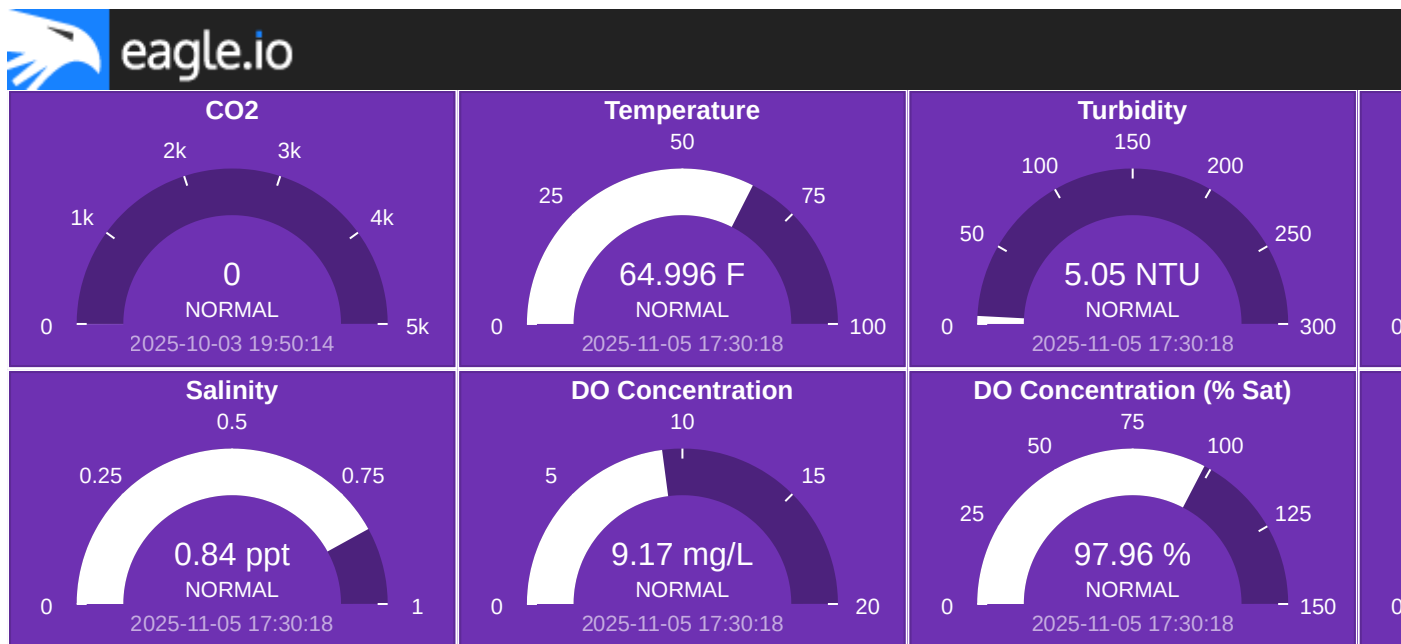 eagle.io
CO2
0
1k
2k
3k
4k
5k
0
NORMAL
2025-10-03 19:50:14
Temperature
0
25
50
75
100
64.996 F
NORMAL
2025-11-05 17:30:18
Turbidity
0
50
100
150
200
250
300
5.05 NTU
NORMAL
2025-11-05 17:30:18
0
Salinity
0
0.25
0.5
0.75
1
0.84 ppt
NORMAL
2025-11-05 17:30:18
DO Concentration
0
5
10
15
20
9.17 mg/L
NORMAL
2025-11-05 17:30:18
DO Concentration (% Sat)
0
25
50
75
100
125
150
97.96 %
NORMAL
2025-11-05 17:30:18
0